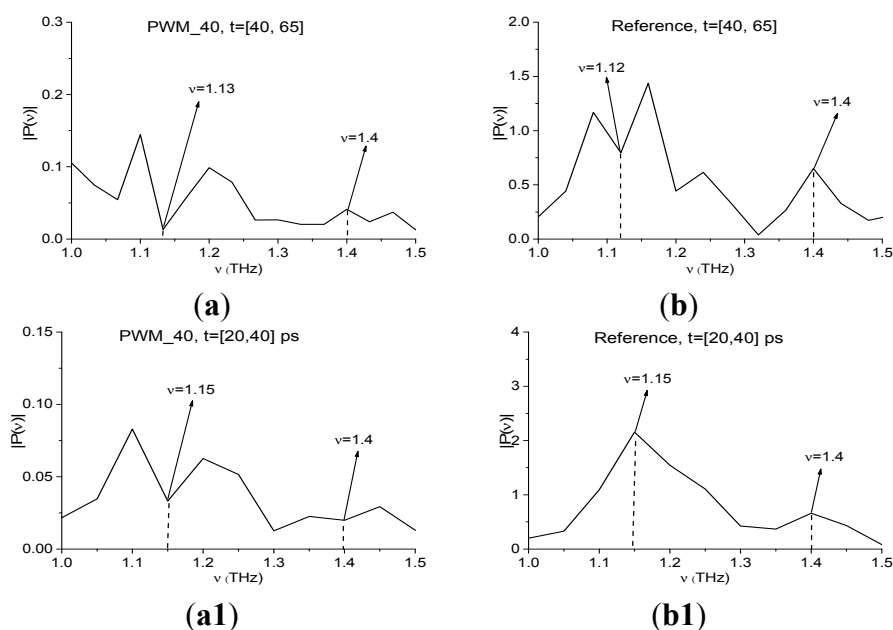 PWM_40, t=[40, 65]
0.3
0.2
0.1
0.0
|P(ν)|
ν=1.13
ν=1.4
1.0 1.1 1.2 1.3 1.4 1.5
ν (THz)
(a)
Reference, t=[40, 65]
2.0
1.5
1.0
0.5
0.0
|P(ν)|
ν=1.12
ν=1.4
1.0 1.1 1.2 1.3 1.4 1.5
ν (THz)
(b)
PWM_40, t=[20,40] ps
0.15
0.10
0.05
0.00
|P(ν)|
ν=1.15
ν=1.4
1.0 1.1 1.2 1.3 1.4 1.5
ν (THz)
(a1)
Reference, t=[20,40] ps
4
3
2
1
0
|P(ν)|
ν=1.15
ν=1.4
1.0 1.1 1.2 1.3 1.4 1.5
ν (THz)
(b1)